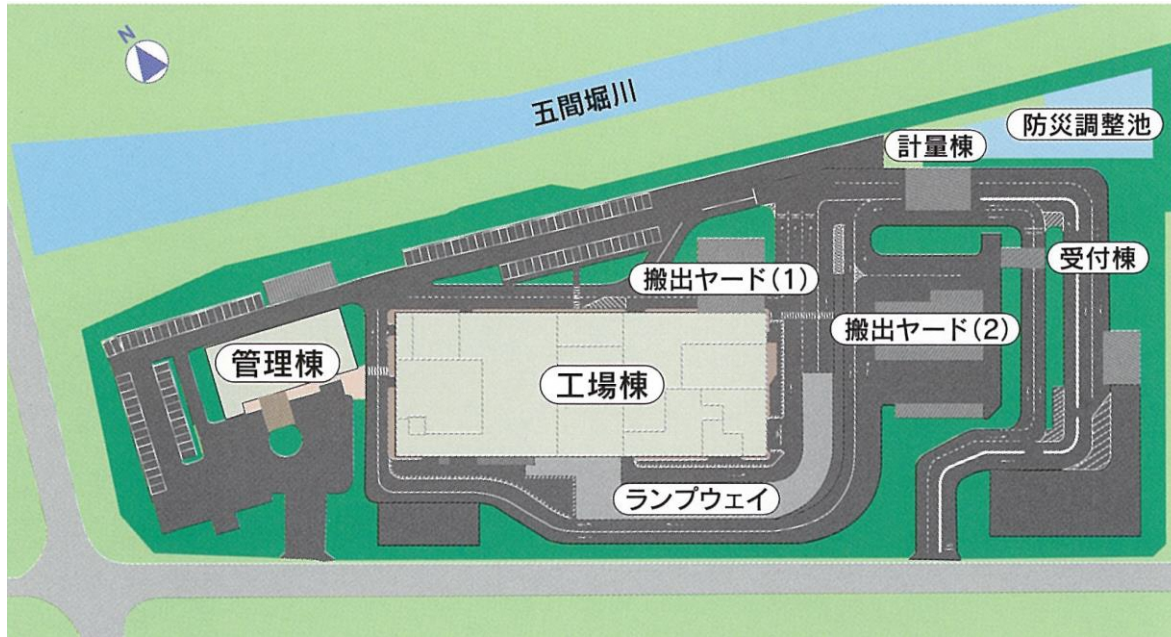 N
五間堀川
防災調整池
計量棟
受付棟
搬出ヤード(1)
搬出ヤード(2)
管理棟
工場棟
ランプウェイ